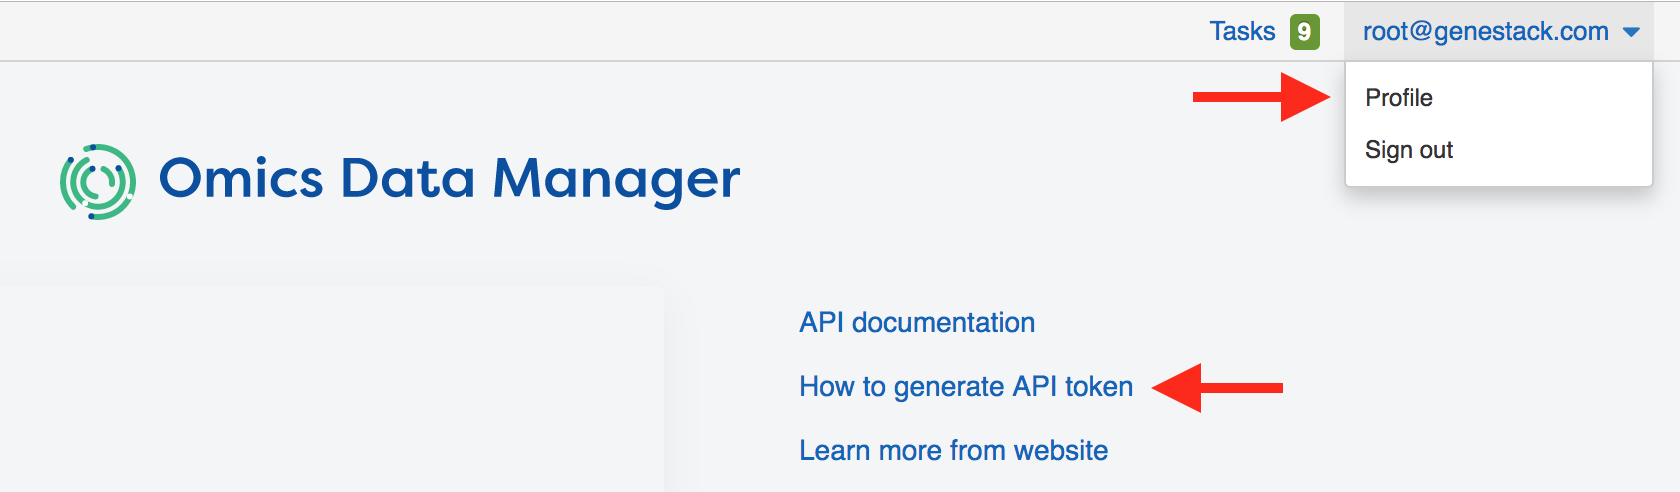 Tasks 9 root@genestack.com
Profile
Sign out
Omics Data Manager
API documentation
How to generate API token
Learn more from website